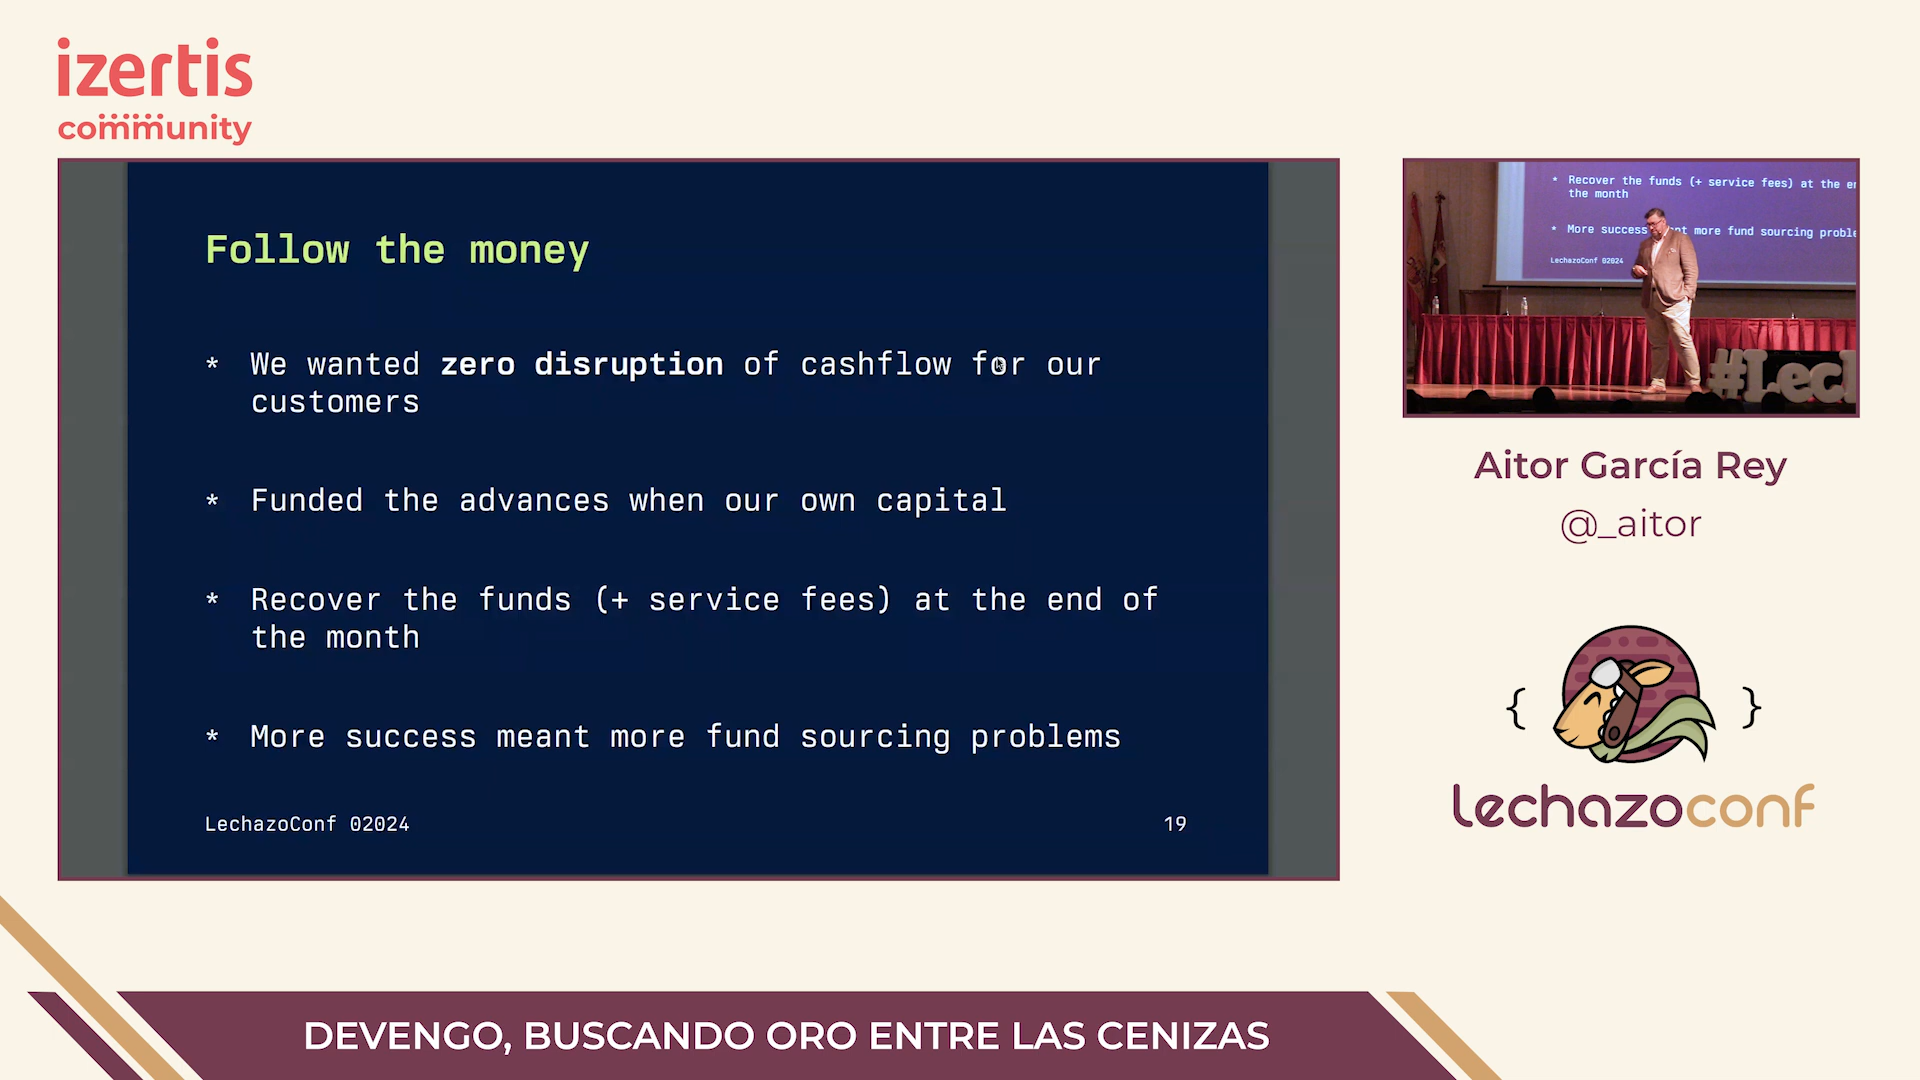 izertis
community
Follow the money
* We wanted zero disruption of cashflow for our
customers
* Funded the advances when our own capital
* Recover the funds (+ service fees) at the end of
the month
* More success meant more fund sourcing problems
LechazoConf 02024
19
* Recover the funds (+ service fees) at the
the month
* More success more fund sourcing
LechazoConf 02024
Aitor García Rey
@_aitor
{ }
lechazoconf
DEVENGO, BUSCANDO ORO ENTRE LAS CENIZAS